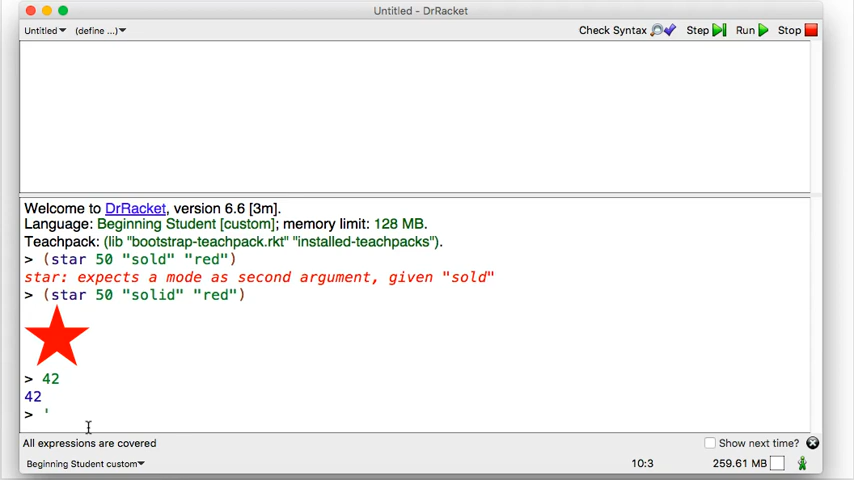 Untitled - DrRacket
Untitled (define ...) Check Syntax Step Run Stop
Welcome to DrRacket, version 6.6 [3m].
Language: Beginning Student [custom]; memory limit: 128 MB.
Teachpack: (lib "bootstrap-teachpack.rkt" "installed-teachpacks").
> (star 50 "sold" "red")
star: expects a mode as second argument, given "sold"
> (star 50 "solid" "red")
> 42
42
> '
All expressions are covered Show next time?
Beginning Student custom 10:3 259.61 MB